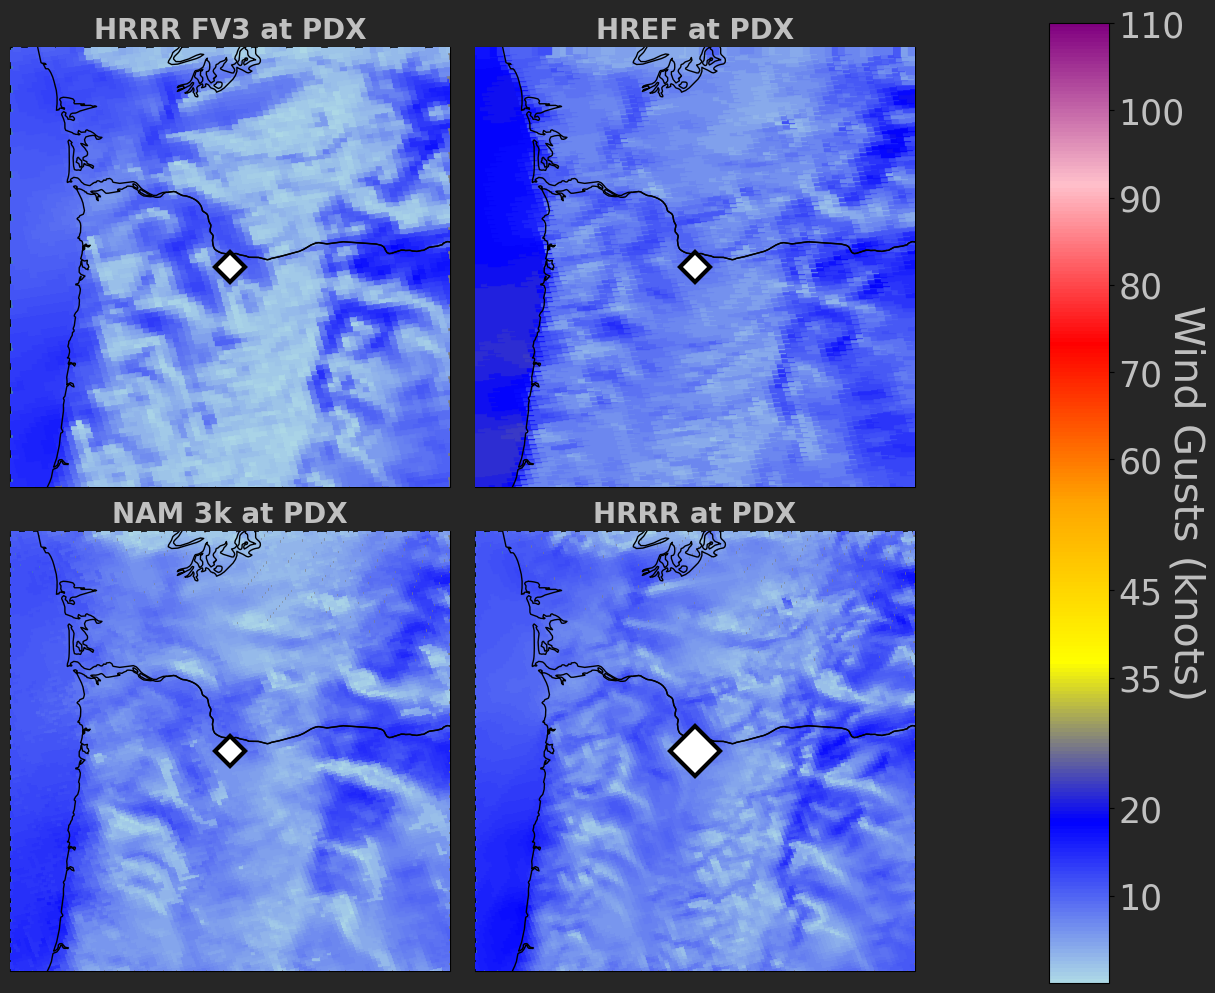 HRRR FV3 at PDX
HREF at PDX
NAM 3k at PDX
HRRR at PDX
110
100
90
80
70
60
45
35
20
10
Wind Gusts (knots)